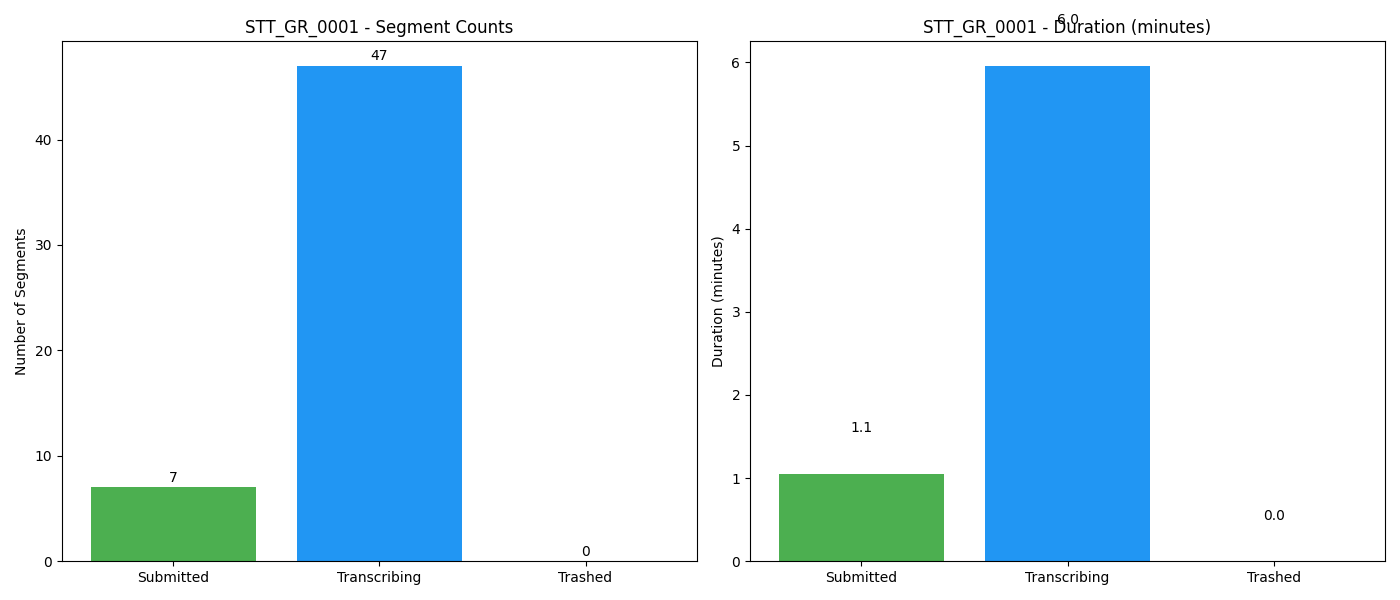 STT_GR_0001 - Segment Counts
47
40
30
20
10
0
Number of Segments
7
0
Submitted
Transcribing
Trashed
6.0
STT_GR_0001 - Duration (minutes)
6
5
4
3
2
1
0
Duration (minutes)
1.1
0.0
Submitted
Transcribing
Trashed